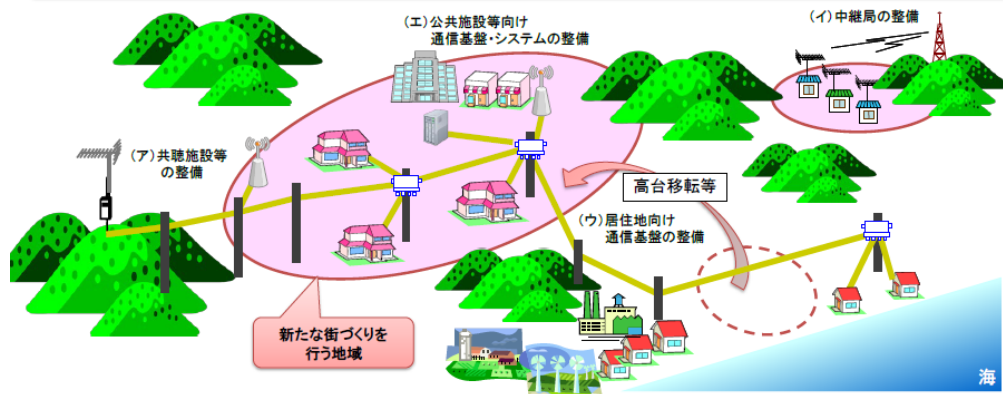 (エ)公共施設等向け
通信基盤・システムの整備
(イ)中継局の整備
(ア)共聴施設等
の整備
高台移転等
(ウ)居住地向け
通信基盤の整備
新たな街づくりを
行う地域
海